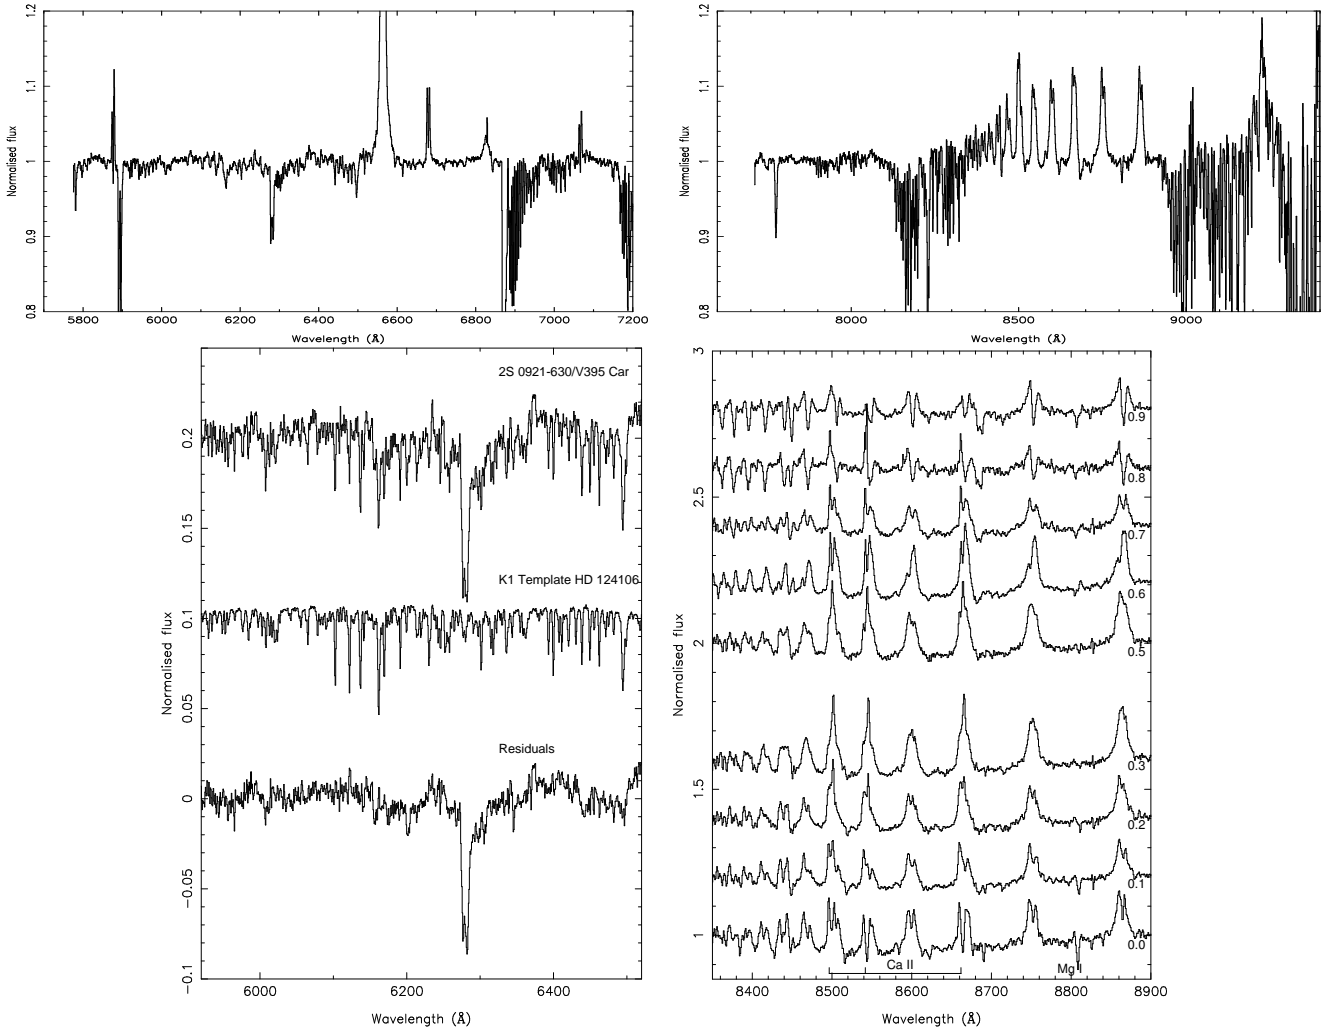 1.2
1.1
1
0.9
0.8
Normalised flux
5800 6000 6200 6400 6600 6800 7000 7200
Wavelength (Å)
1.2
1.1
1
0.9
0.8
Normalised flux
8000 8500 9000
Wavelength (Å)
2S 0921-630/V395 Car
K1 Template HD 124106
Residuals
0.2
0.15
0.1
0.05
0
−0.05
−0.1
Normalised flux
6000 6200 6400
Wavelength (Å)
3
2.5
2
1.5
1
Normalised flux
0.9
0.8
0.7
0.6
0.5
0.3
0.2
0.1
0.0
Ca II
Mg I
8400 8500 8600 8700 8800 8900
Wavelength (Å)